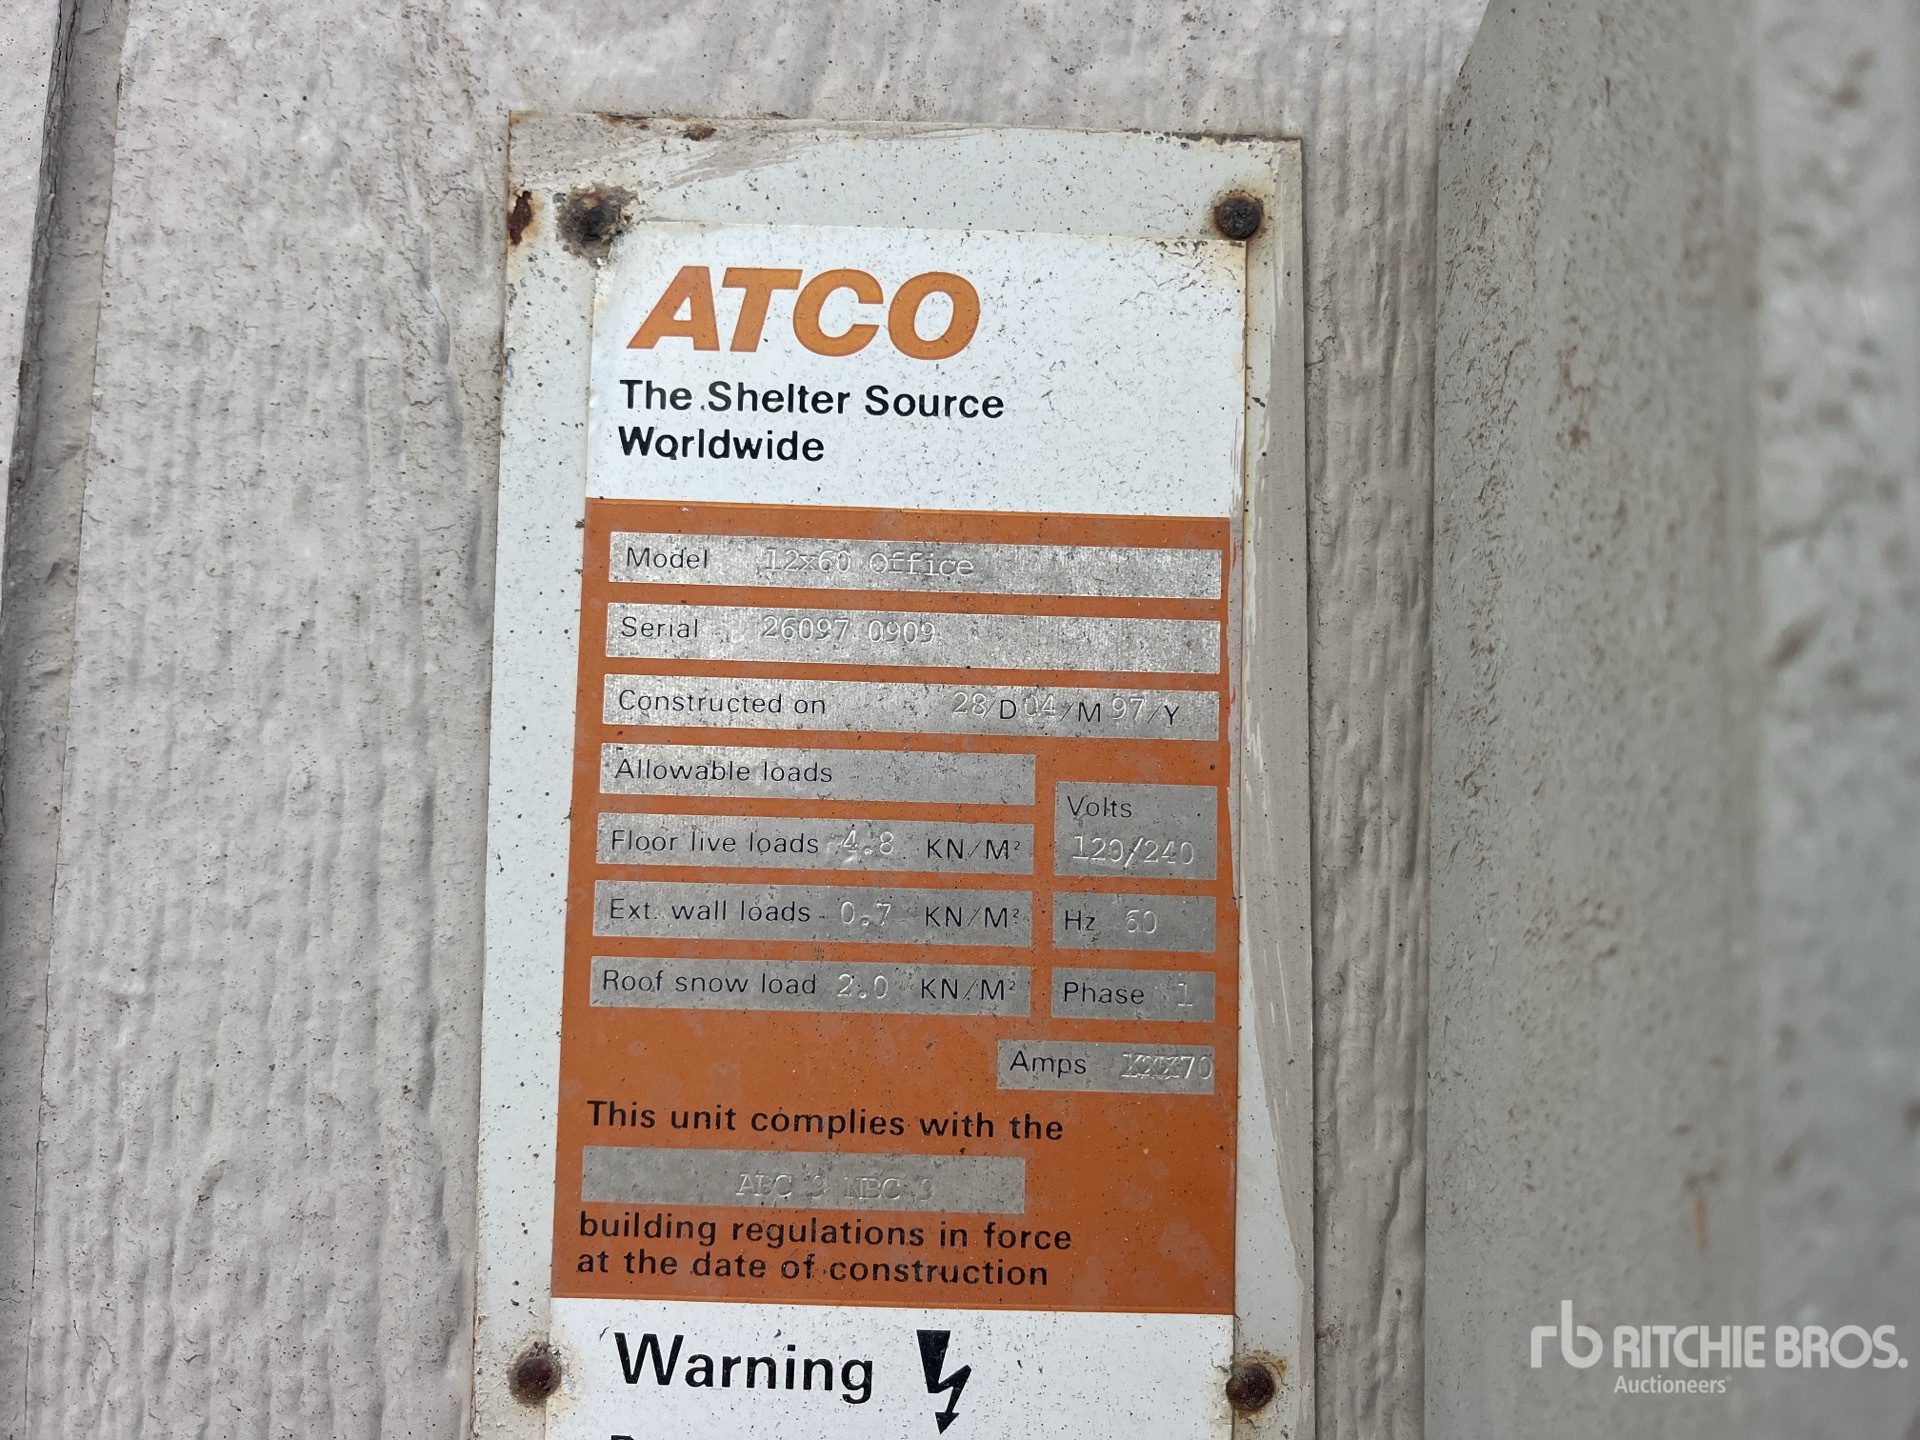 ATCO
The Shelter Source
Worldwide
Model 12x60 Office
Serial 26097 0909
Constructed on 28/D 04/M 97/Y
Allowable loads
Floor live loads 4.8 KN/M²
Volts
120/240
Ext. wall loads 0.7 KN/M²
Hz 60
Roof snow load 2.0 KN/M²
Phase 1
Amps XXX70
This unit complies with the
NBC
building regulations in force
at the date of construction
Warning
rb RITCHIE BROS.
Auctioneers